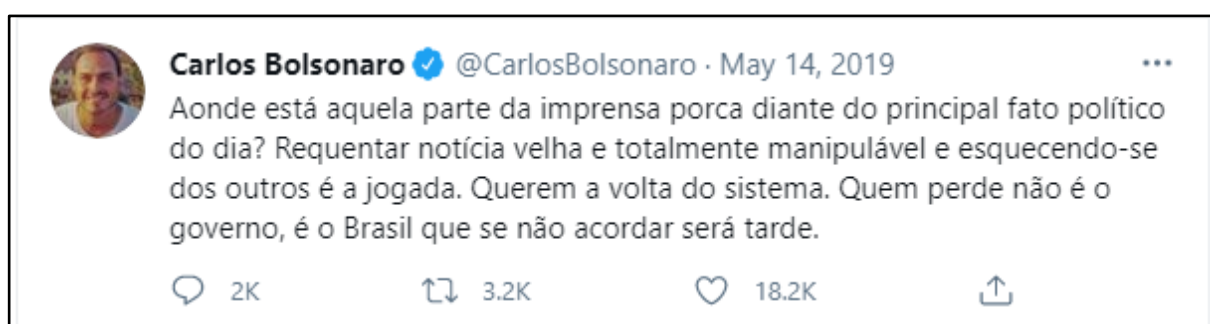 Carlos Bolsonaro @CarlosBolsonaro · May 14, 2019
Aonde está aquela parte da imprensa porca diante do principal fato político
do dia? Requentar notícia velha e totalmente manipulável e esquecendo-se
dos outros é a jogada. Querem a volta do sistema. Quem perde não é o
governo, é o Brasil que se não acordar será tarde.
2K 3.2K 18.2K